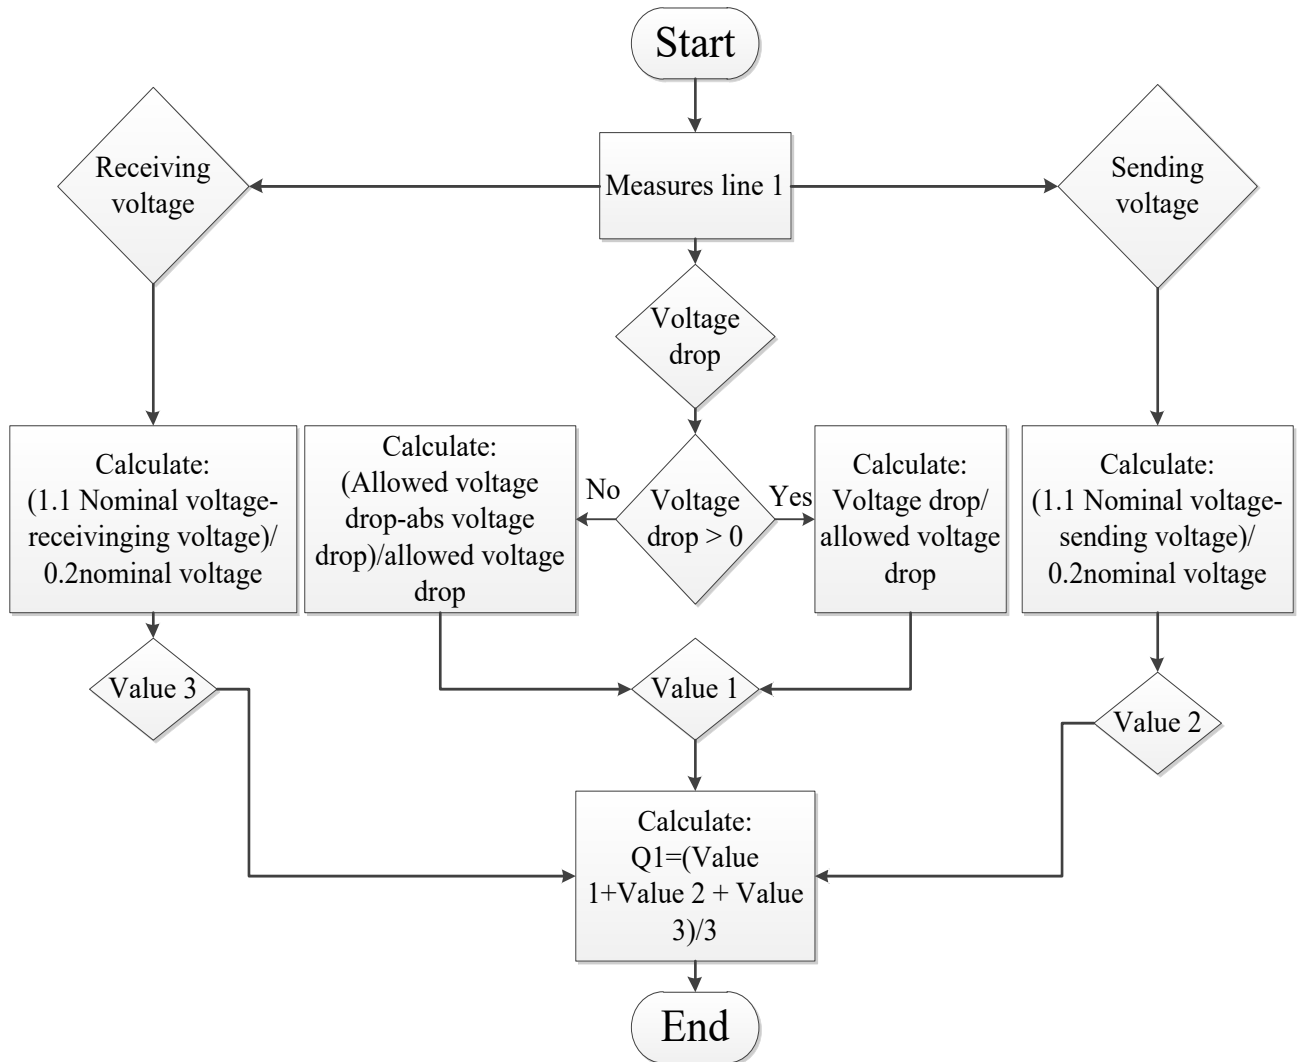 Start
Receiving
voltage
Measures line 1
Sending
voltage
Voltage
drop
Calculate:
(1.1 Nominal voltage-
receivinging voltage)/
0.2nominal voltage
Calculate:
(Allowed voltage
drop-abs voltage
drop)/allowed voltage
drop
No
Voltage
drop > 0
Yes
Calculate:
Voltage drop/
allowed voltage
drop
Calculate:
(1.1 Nominal voltage-
sending voltage)/
0.2nominal voltage
Value 3
Value 1
Value 2
Calculate:
Q1=(Value
1+Value 2 + Value
3)/3
End